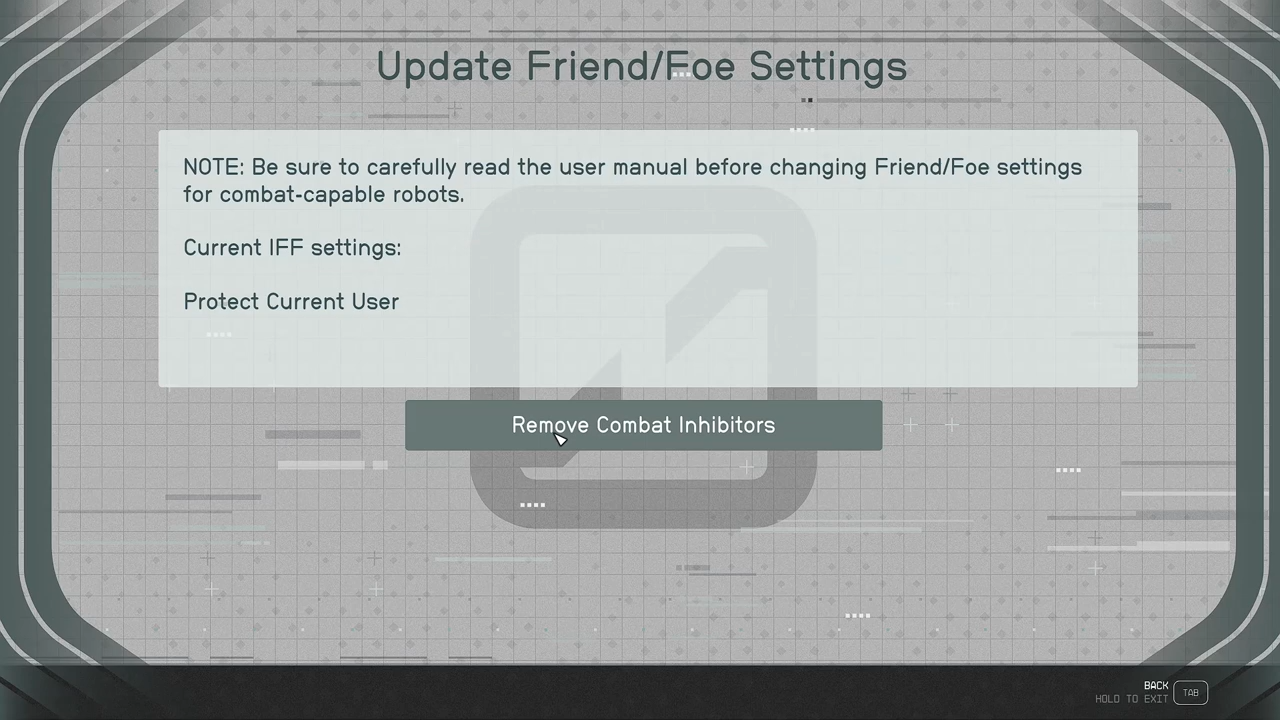 Update Friend/Foe Settings
NOTE: Be sure to carefully read the user manual before changing Friend/Foe settings
for combat-capable robots.
Current IFF settings:
Protect Current User
Remove Combat Inhibitors
BACK
HOLD TO EXIT TAB